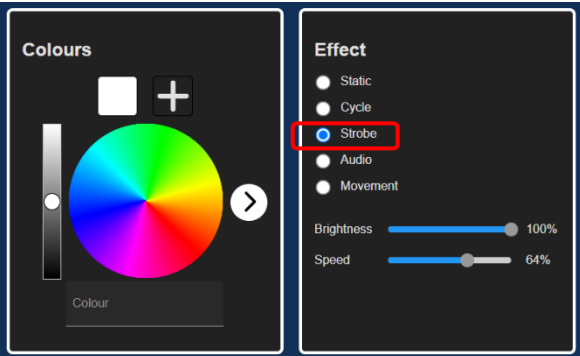 Colours
Colour
Effect
Static
Cycle
Strobe
Audio
Movement
Brightness 100%
Speed 64%